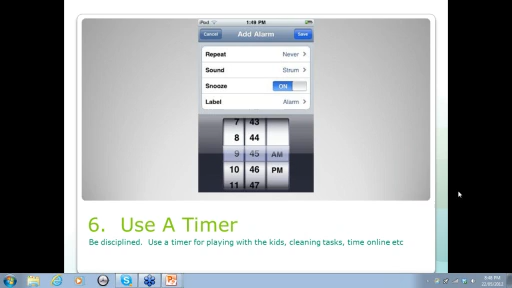 iPod 1:49 PM
Cancel Add Alarm Save
Repeat Never >
Sound Strum >
Snooze ON
Label Alarm >
7 43
8 44
9 45 AM
10 46 PM
11 47
6. Use A Timer
Be disciplined. Use a timer for playing with the kids, cleaning tasks, time online etc